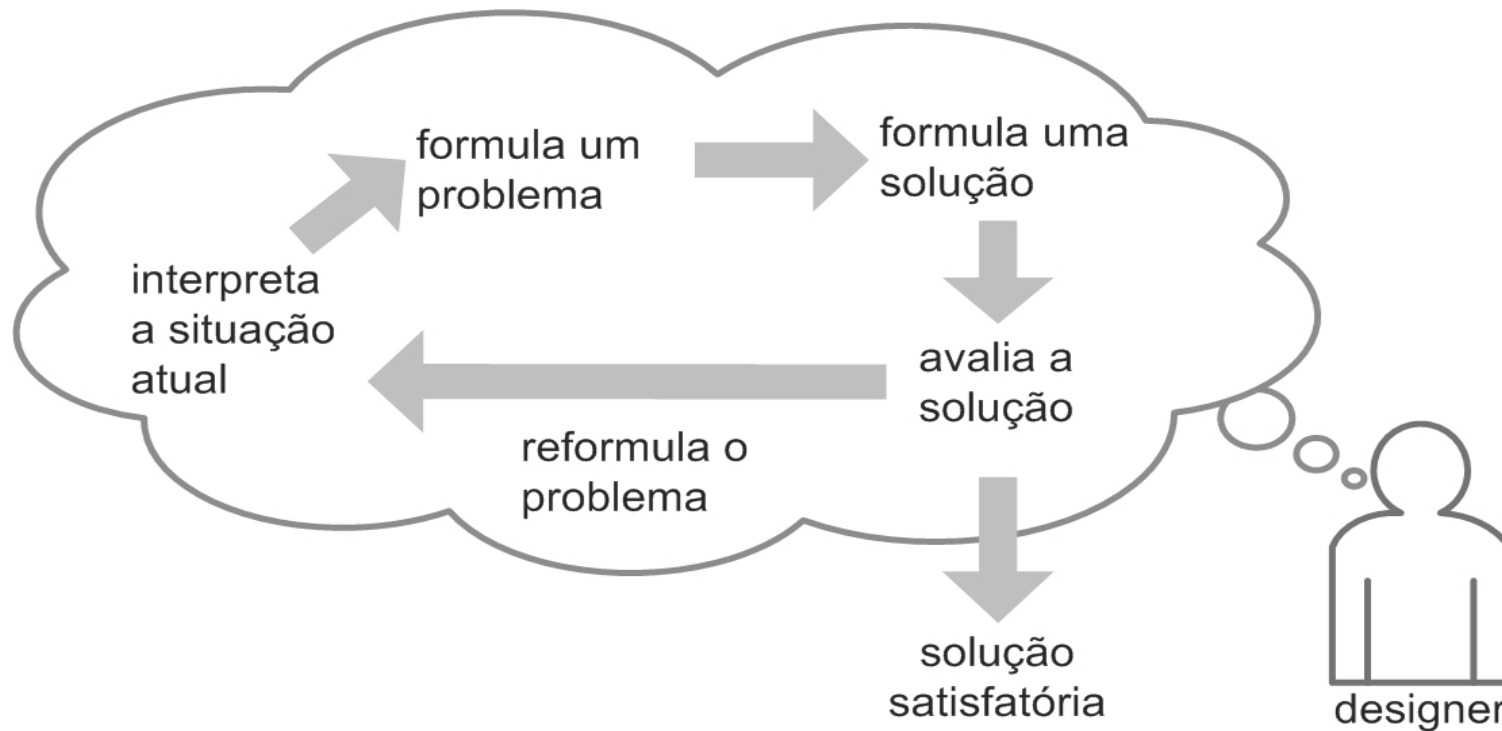 formula um
problema
formula uma
solução
interpreta
a situação
atual
avalia a
solução
reformula o
problema
solução
satisfatória
designer